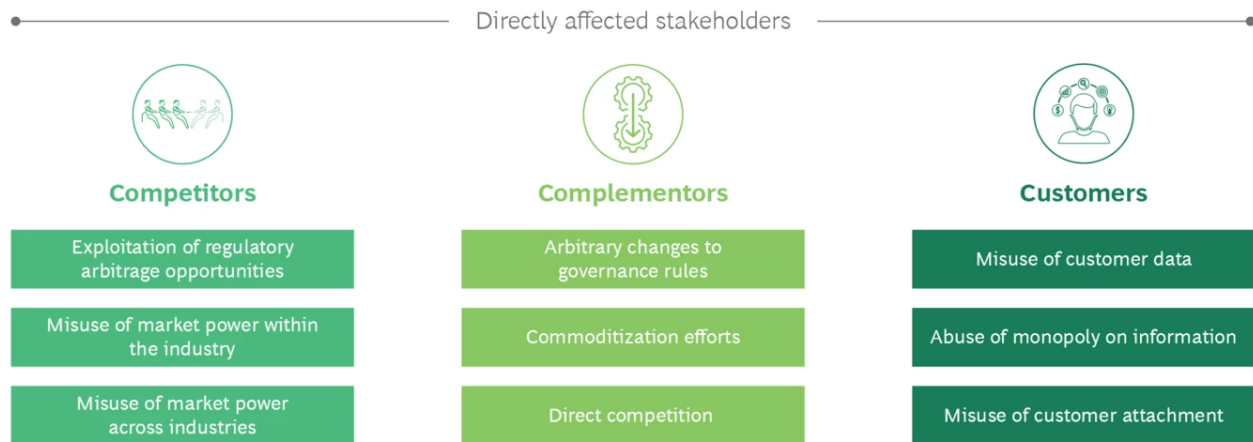 Directly affected stakeholders
Competitors
Exploitation of regulatory
arbitrage opportunities
Misuse of market power within
the industry
Misuse of market power
across industries
Complementors
Arbitrary changes to
governance rules
Commoditization efforts
Direct competition
Customers
Misuse of customer data
Abuse of monopoly on information
Misuse of customer attachment